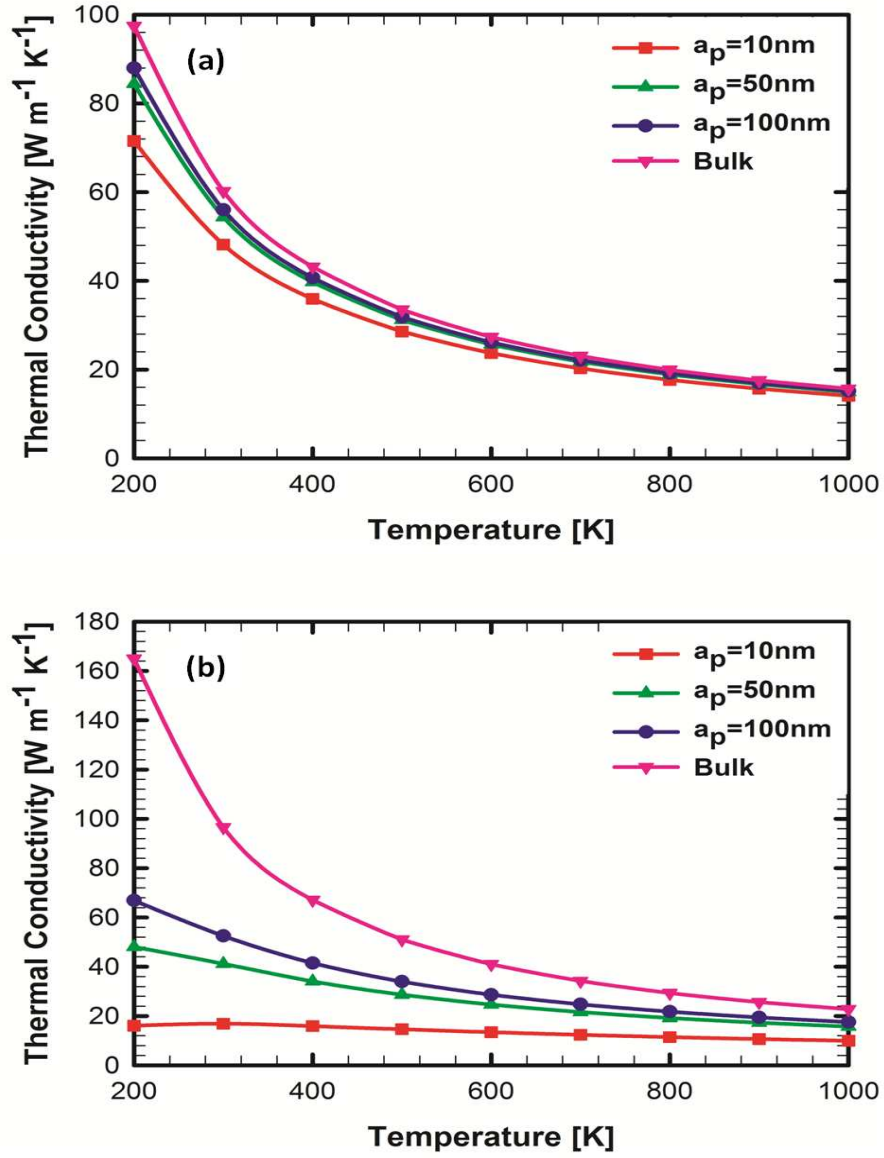 (a)
a_p=10nm
a_p=50nm
a_p=100nm
Bulk
Thermal Conductivity [W m⁻¹ K⁻¹]
100
80
60
40
20
0
200 400 600 800 1000
Temperature [K]
(b)
a_p=10nm
a_p=50nm
a_p=100nm
Bulk
Thermal Conductivity [W m⁻¹ K⁻¹]
180
160
140
120
100
80
60
40
20
0
200 400 600 800 1000
Temperature [K]